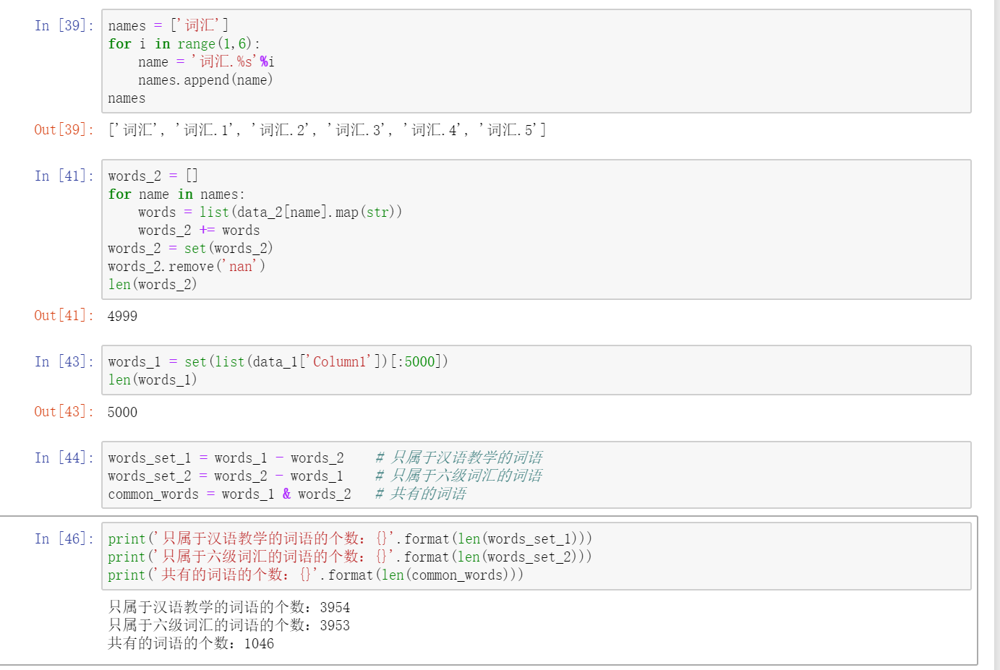 In [39]: names = ['词汇']
for i in range(1,6):
    name = '词汇.%s'%i
    names.append(name)
names
Out[39]: ['词汇', '词汇.1', '词汇.2', '词汇.3', '词汇.4', '词汇.5']
In [41]: words_2 = []
for name in names:
    words = list(data_2[name].map(str))
    words_2 += words
words_2 = set(words_2)
words_2.remove('nan')
len(words_2)
Out[41]: 4999
In [43]: words_1 = set(list(data_1['Column1'])[:5000])
len(words_1)
Out[43]: 5000
In [44]: words_set_1 = words_1 - words_2    # 只属于汉语教学的词语
words_set_2 = words_2 - words_1    # 只属于六级词汇的词语
common_words = words_1 & words_2   # 共有的词语
In [46]: print('只属于汉语教学的词语的个数：{}'.format(len(words_set_1)))
print('只属于六级词汇的词语的个数：{}'.format(len(words_set_2)))
print('共有的词语的个数：{}'.format(len(common_words)))
只属于汉语教学的词语的个数：3954
只属于六级词汇的词语的个数：3953
共有的词语的个数：1046